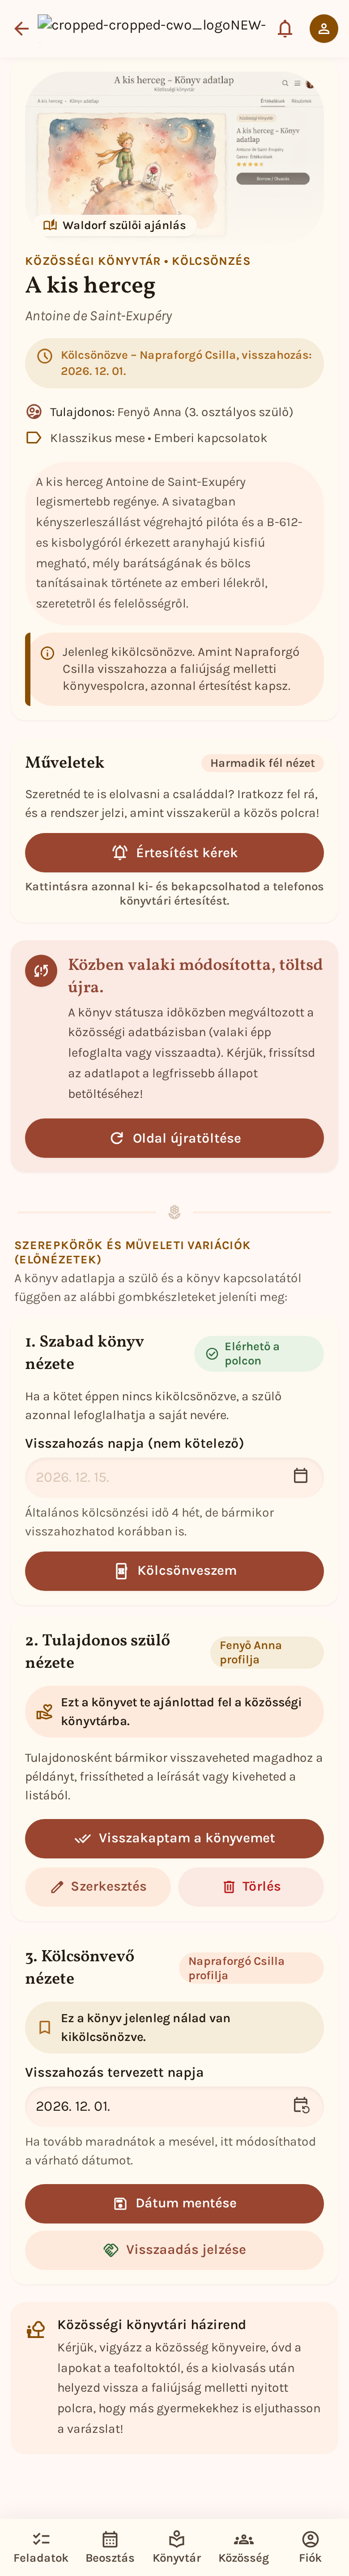 cropped-cropped-cwo_logoNEW-
A kis herceg - Könyv adatlap
Közösségi könyvtár
A kis herceg – Könyv adatlap
Antoine de Saint-Exupéry
Waldorf szülői ajánlás
KÖZÖSSÉGI KÖNYVTÁR • KÖLCSÖNZÉS
A kis herceg
Antoine de Saint-Exupéry
Kölcsönözve – Napraforgó Csilla, visszahozás:
2026. 12. 01.
Tulajdonos: Fenyő Anna (3. osztályos szülő)
Klasszikus mese • Emberi kapcsolatok
A kis herceg Antoine de Saint-Exupéry
legismertebb regénye. A sivatagban
kényszerleszállást végrehajtó pilóta és a B-612-
es kisbolygóról érkezett aranyhajú kisfiú
megható, mély barátságának és bölcs
tanításainak története az emberi lélekről,
szeretetről és felelősségről.
Jelenleg kikölcsönözve. Amint Napraforgó
Csilla visszahozza a faliújság melletti
könyvespolcra, azonnal értesítést kapsz.
Műveletek
Harmadik fél nézet
Szeretnéd te is elolvasni a családdal? Iratkozz fel rá,
és a rendszer jelzi, amint visszakerül a közös polcra!
Értesítést kérek
Kattintásra azonnal ki- és bekapcsolhatod a telefonos
könyvtári értesítést.
Közben valaki módosította, töltsd
újra.
A könyv státusza időközben megváltozott a
közösségi adatbázisban (valaki épp
lefoglalta vagy visszaadta). Kérjük, frissítsd
az adatlapot a legfrissebb állapot
betöltéséhez!
Oldal újratöltése
SZEREPKÖRÖK ÉS MŰVELETI VARIÁCIÓK
(ELŐNÉZETEK)
A könyv adatlapja a szülő és a könyv kapcsolatától
függően az alábbi gombkészleteket jeleníti meg:
1. Szabad könyv
nézete
Elérhető a
polcon
Ha a kötet éppen nincs kikölcsönözve, a szülő
azonnal lefoglalhatja a saját nevére.
Visszahozás napja (nem kötelező)
2026. 12. 15.
Általános kölcsönzési idő 4 hét, de bármikor
visszahozhatod korábban is.
Kölcsönveszem
2. Tulajdonos szülő
nézete
Fenyő Anna
profilja
Ezt a könyvet te ajánlottad fel a közösségi
könyvtárba.
Tulajdonosként bármikor visszaveheted magadhoz a
példányt, frissítheted a leírását vagy kiveheted a
listából.
Visszakaptam a könyvemet
Szerkesztés
Törlés
3. Kölcsönvevő
nézete
Napraforgó Csilla
profilja
Ez a könyv jelenleg nálad van
kikölcsönözve.
Visszahozás tervezett napja
2026. 12. 01.
Ha tovább maradnátok a mesével, itt módosíthatod
a várható dátumot.
Dátum mentése
Visszaadás jelzése
Közösségi könyvtári házirend
Kérjük, vigyázz a közösség könyveire, óvd a
lapokat a teafoltoktól, és a kiolvasás után
helyezd vissza a faliújság melletti nyitott
polcra, hogy más gyermekekhez is eljuthasson
a varázslat!
Feladatok
Beosztás
Könyvtár
Közösség
Fiók